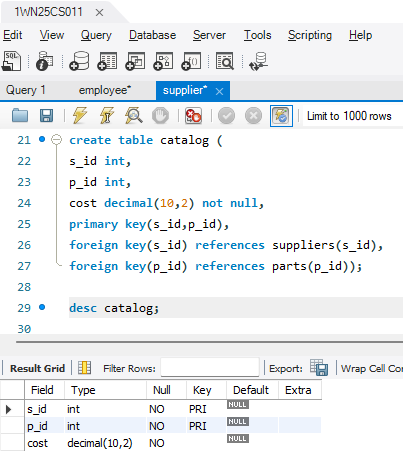 1WN25CS011 ×
Edit View Query Database Server Tools Scripting Help
SQL
Query 1 employee* supplier* ×
Limit to 1000 rows
21 create table catalog (
22 s_id int,
23 p_id int,
24 cost decimal(10,2) not null,
25 primary key(s_id,p_id),
26 foreign key(s_id) references suppliers(s_id),
27 foreign key(p_id) references parts(p_id));
28
29 desc catalog;
30
Result Grid Filter Rows: Export: Wrap Cell Con
Field Type Null Key Default Extra
s_id int NO PRI NULL
p_id int NO PRI NULL
cost decimal(10,2) NO NULL